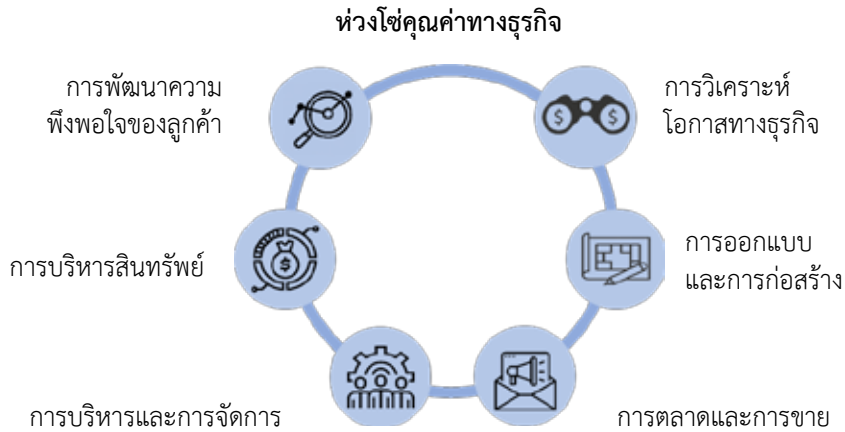 ห่วงโซ่คุณค่าทางธุรกิจ
การพัฒนาความ
พึงพอใจของลูกค้า
การวิเคราะห์
โอกาสทางธุรกิจ
การบริหารสินทรัพย์
การออกแบบ
และการก่อสร้าง
การบริหารและการจัดการ
การตลาดและการขาย